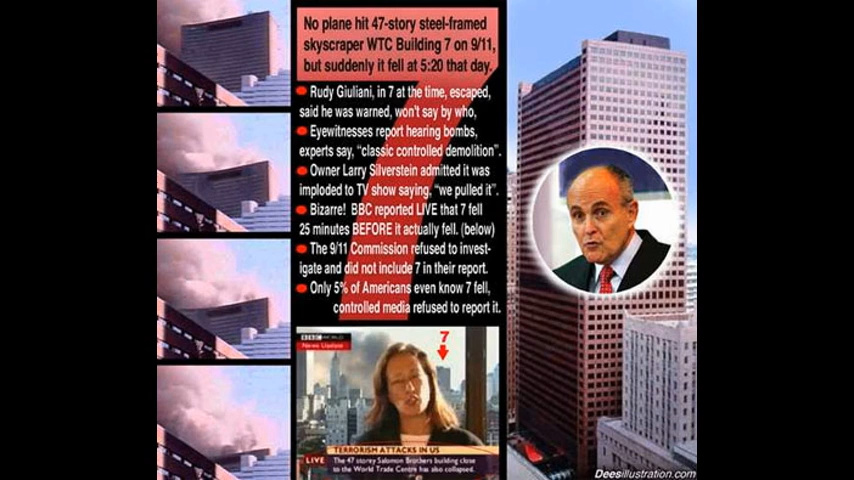 No plane hit 47-story steel-framed
skyscraper WTC Building 7 on 9/11,
but suddenly it fell at 5:20 that day.
Rudy Giuliani, in 7 at the time, escaped,
said he was warned, won't say by who,
Eyewitnesses report hearing bombs,
experts say, “classic controlled demolition”.
Owner Larry Silverstein admitted it was
imploded to TV show saying, “we pulled it”.
Bizarre! BBC reported LIVE that 7 fell
25 minutes BEFORE it actually fell. (below)
The 9/11 Commission refused to invest-
igate and did not include 7 in their report.
Only 5% of Americans even know 7 fell,
controlled media refused to report it.
BBC WORLD
News Update
7
TERRORISM ATTACKS IN US
LIVE The 47 storey Salomon Brothers building close
to the World Trade Centre has also collapsed.
Deesillustration.com